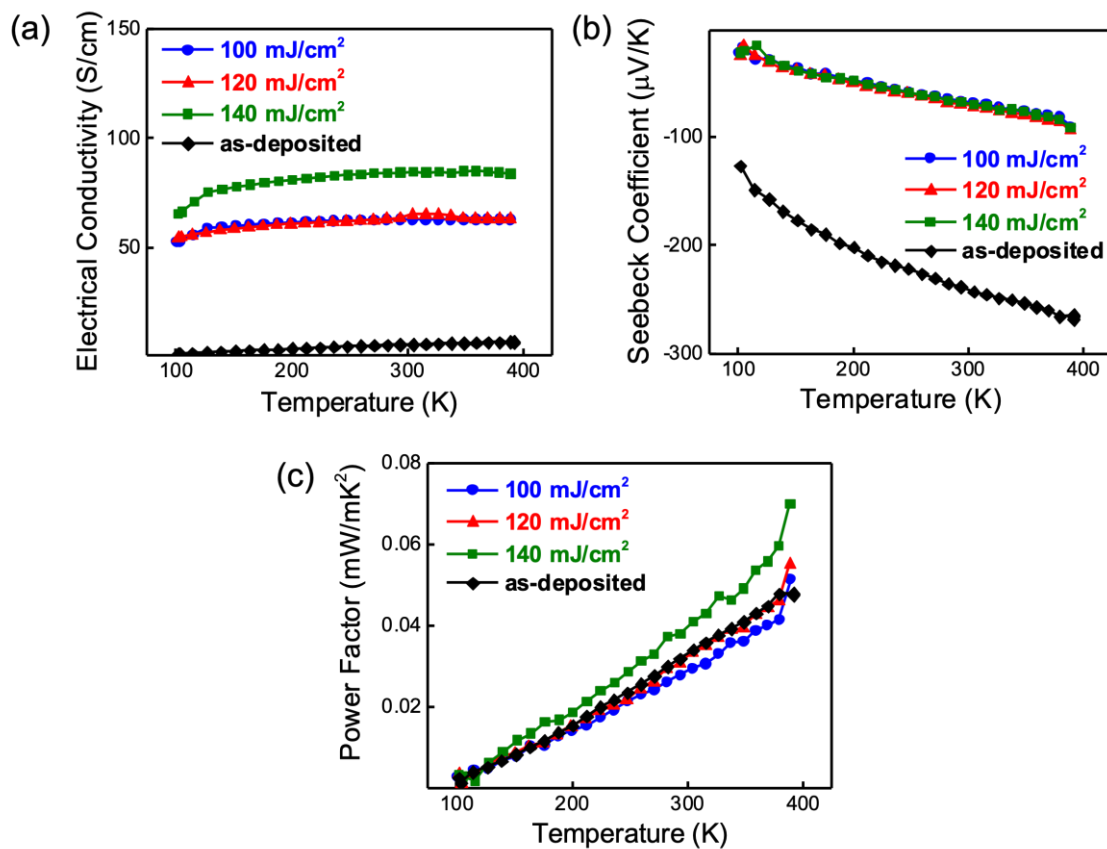 (a)
Electrical Conductivity (S/cm)
150
100
50
100 mJ/cm²
120 mJ/cm²
140 mJ/cm²
as-deposited
100 200 300 400
Temperature (K)
(b)
Seebeck Coefficient (µV/K)
-100
-200
-300
100 mJ/cm²
120 mJ/cm²
140 mJ/cm²
as-deposited
100 200 300 400
Temperature (K)
(c)
Power Factor (mW/mK²)
0.08
0.06
0.04
0.02
100 mJ/cm²
120 mJ/cm²
140 mJ/cm²
as-deposited
100 200 300 400
Temperature (K)